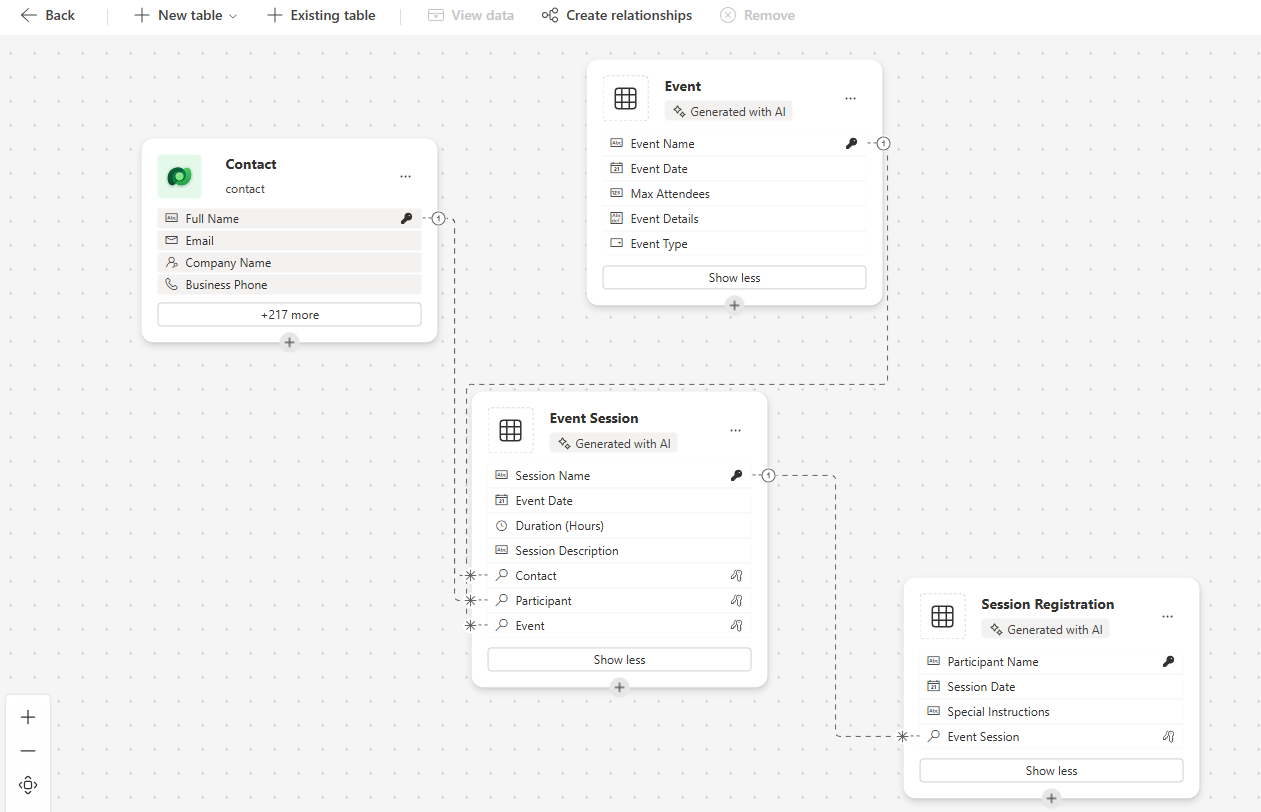 Back
New table
Existing table
View data
Create relationships
Remove
Event
Generated with AI
Event Name
1
Event Date
Max Attendees
Event Details
Event Type
Show less
Contact
contact
Full Name
1
Email
Company Name
Business Phone
+217 more
Event Session
Generated with AI
Session Name
1
Event Date
Duration (Hours)
Session Description
Contact
Participant
Event
Show less
Session Registration
Generated with AI
Participant Name
Session Date
Special Instructions
Event Session
Show less